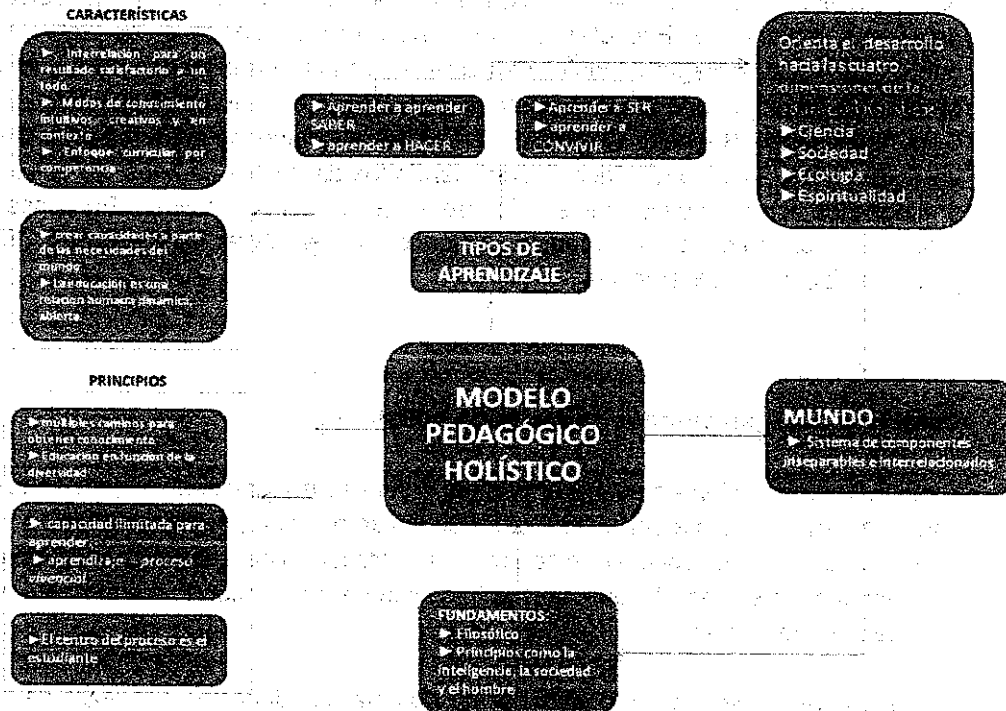 CARACTERÍSTICAS
► Interrelación para un
resultado satisfactorio a un
todo
► Modos de conocimiento
intuitivos, creativos y en
contexto
► Enfoque curricular por
competencia
► crear capacidades a partir
de las necesidades del
mundo
► La educación es una
relación humana dinámica,
abierta.
PRINCIPIOS
► multiples caminos para
obtener conocimiento
► Educación en función de la
diversidad
► capacidad ilimitada para
aprender
► aprendizaje proceso
vivencial
► El centro del proceso es el
estudiante
► Aprender a aprender
SABER
► aprender a HACER
► Aprender a SER
► aprender a
CONVIVIR
TIPOS DE
APRENDIZAJE
MODELO
PEDAGÓGICO
HOLÍSTICO
FUNDAMENTOS:
► Filosófico
► Principios como la
inteligencia, la sociedad
y el hombre
Orienta el desarrollo
hacia las cuatro
dimensiones de la
► Ciencia
► Sociedad
► Ecología
► Espiritualidad
MUNDO
► Sistema de componentes
inseparables e interrelacionados